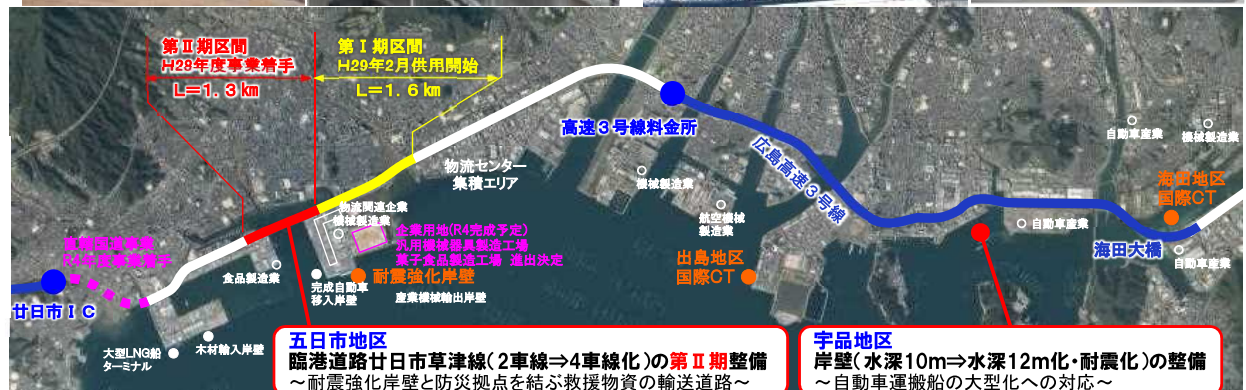 第Ⅱ期区間
H28年度事業着手
L=1.3㎞
第Ⅰ期区間
H29年2月供用開始
L=1.6㎞
高速3号線料金所
広島高速3号線
自動車産業
機械製造業
物流センター
集積エリア
機械製造業
航空機械
製造業
海田地区
国際CT
自動車産業
海田大橋
自動車産業
物流関連企業
機械製造業
企業用地(R4完成予定)
汎用機械器具製造工場
菓子食品製造工場 進出決定
出島地区
国際CT
直轄国道事業
R4年度事業着手
廿日市IC
食品製造業
完成自動車
移入岸壁
耐震強化岸壁
産業機械輸出岸壁
大型LNG船
ターミナル
木材輸入岸壁
五日市地区
臨港道路廿日市草津線(2車線⇒4車線化)の第Ⅱ期整備
～耐震強化岸壁と防災拠点を結ぶ救援物資の輸送道路～
宇品地区
岸壁(水深10m⇒水深12m化・耐震化)の整備
～自動車運搬船の大型化への対応～